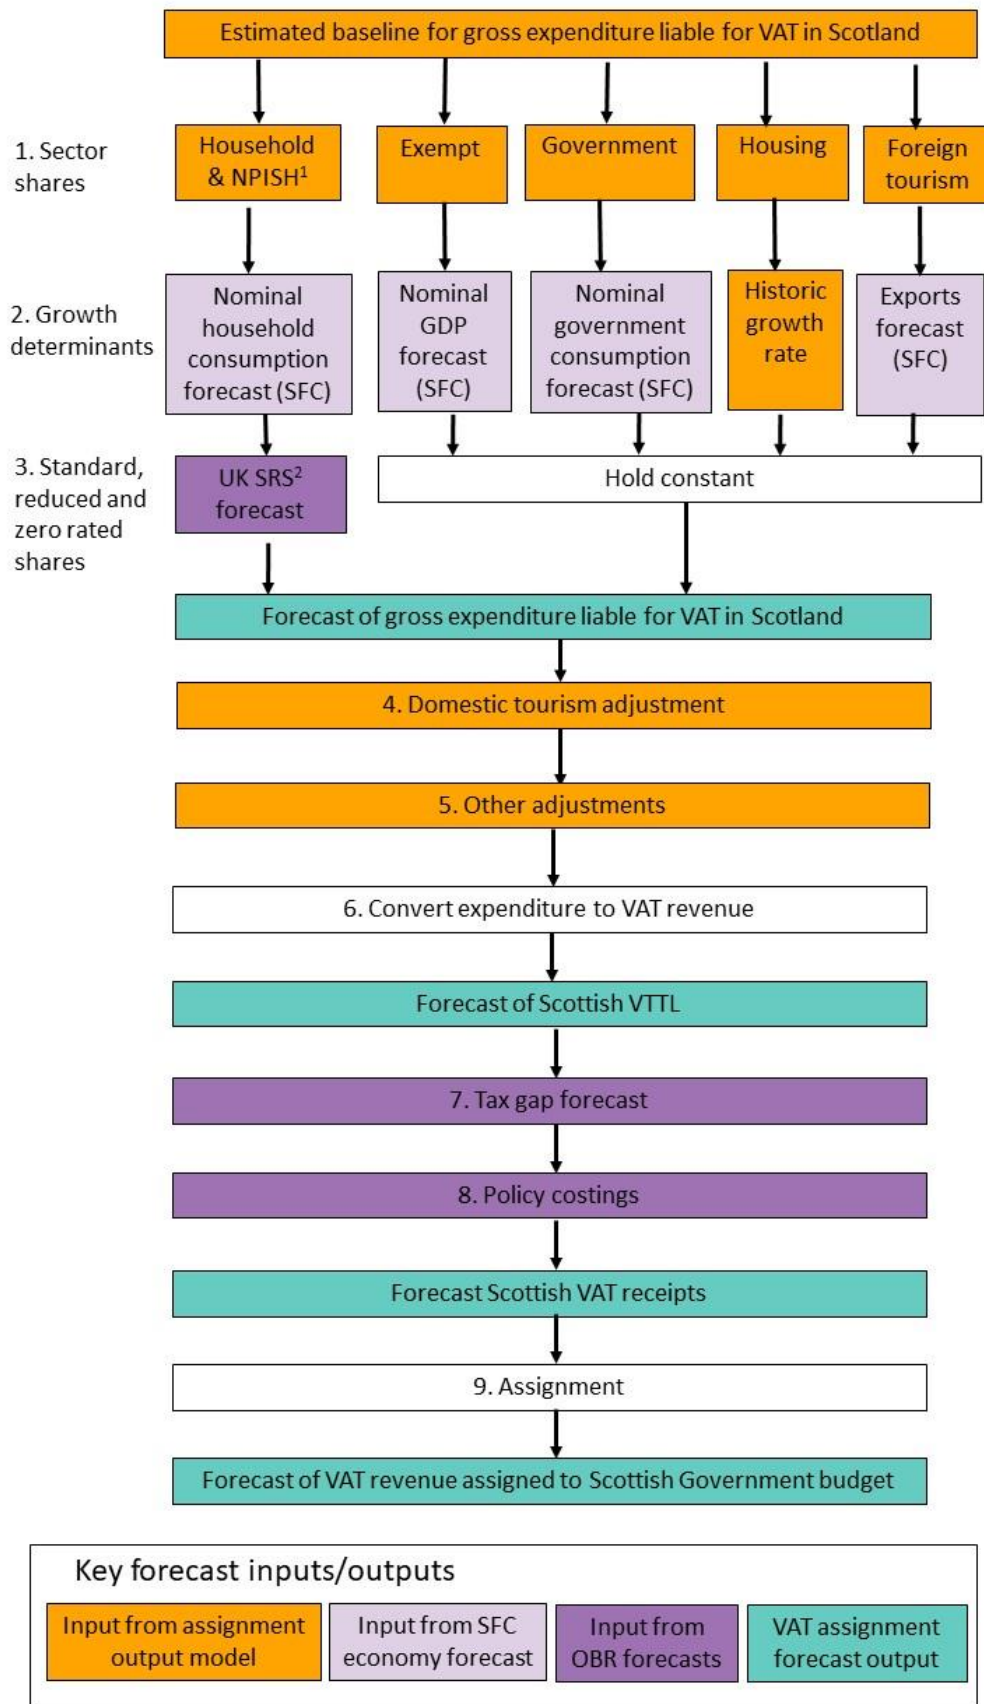 Estimated baseline for gross expenditure liable for VAT in Scotland
1. Sector
shares
Household
& NPISH¹
Exempt
Government
Housing
Foreign
tourism
2. Growth
determinants
Nominal
household
consumption
forecast (SFC)
Nominal
GDP
forecast
(SFC)
Nominal
government
consumption
forecast (SFC)
Historic
growth
rate
Exports
forecast
(SFC)
3. Standard,
reduced and
zero rated
shares
UK SRS²
forecast
Hold constant
Forecast of gross expenditure liable for VAT in Scotland
4. Domestic tourism adjustment
5. Other adjustments
6. Convert expenditure to VAT revenue
Forecast of Scottish VTTL
7. Tax gap forecast
8. Policy costings
Forecast Scottish VAT receipts
9. Assignment
Forecast of VAT revenue assigned to Scottish Government budget
Key forecast inputs/outputs
Input from assignment
output model
Input from SFC
economy forecast
Input from
OBR forecasts
VAT assignment
forecast output